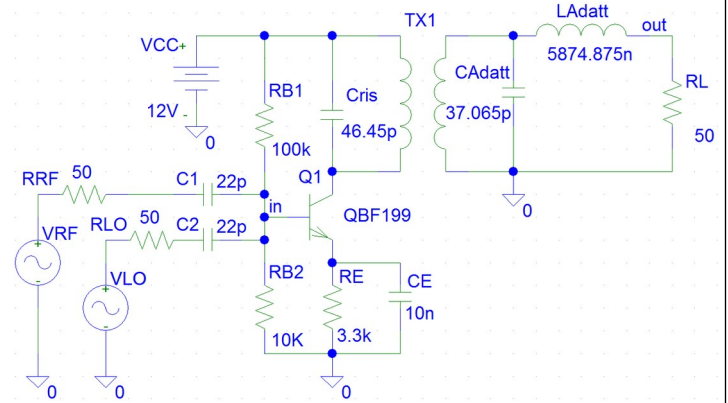 TX1
LAdatt
out
5874.875n
VCC+
-
12V
0
RB1
100k
Cris
46.45p
CAdatt
37.065p
RL
50
0
RRF
50
C1
22p
Q1
in
QBF199
RLO
50
C2
22p
VRF
+
-
VLO
+
-
RB2
10K
RE
3.3k
CE
10n
0
0
0